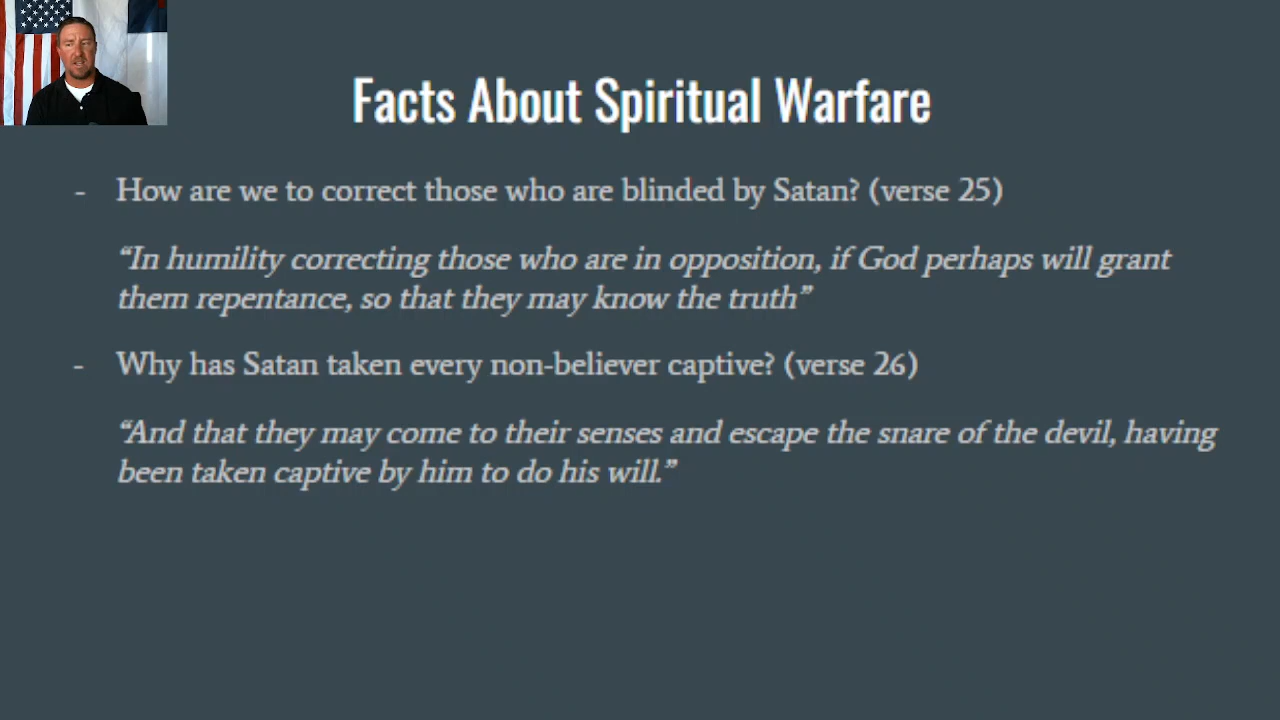 Facts About Spiritual Warfare
- How are we to correct those who are blinded by Satan? (verse 25)
“In humility correcting those who are in opposition, if God perhaps will grant
them repentance, so that they may know the truth”
- Why has Satan taken every non-believer captive? (verse 26)
“And that they may come to their senses and escape the snare of the devil, having
been taken captive by him to do his will.”